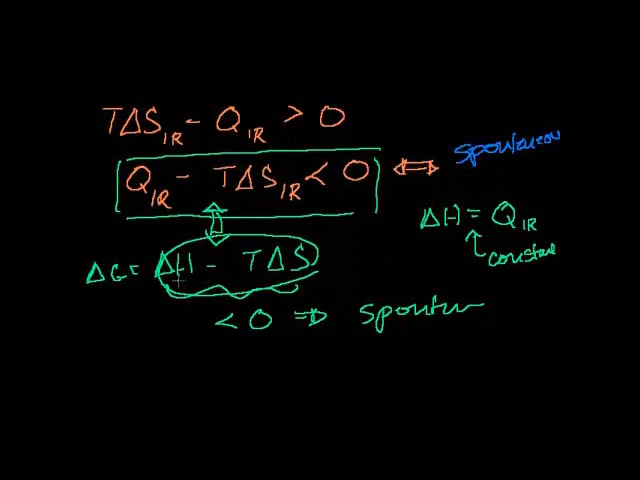 TΔS_IR - Q_IR > 0
Q_IR - TΔS_IR < 0 ⇔
ΔH = Q_IR
constant
ΔG = ΔH - TΔS
< 0 ⇒ spontan